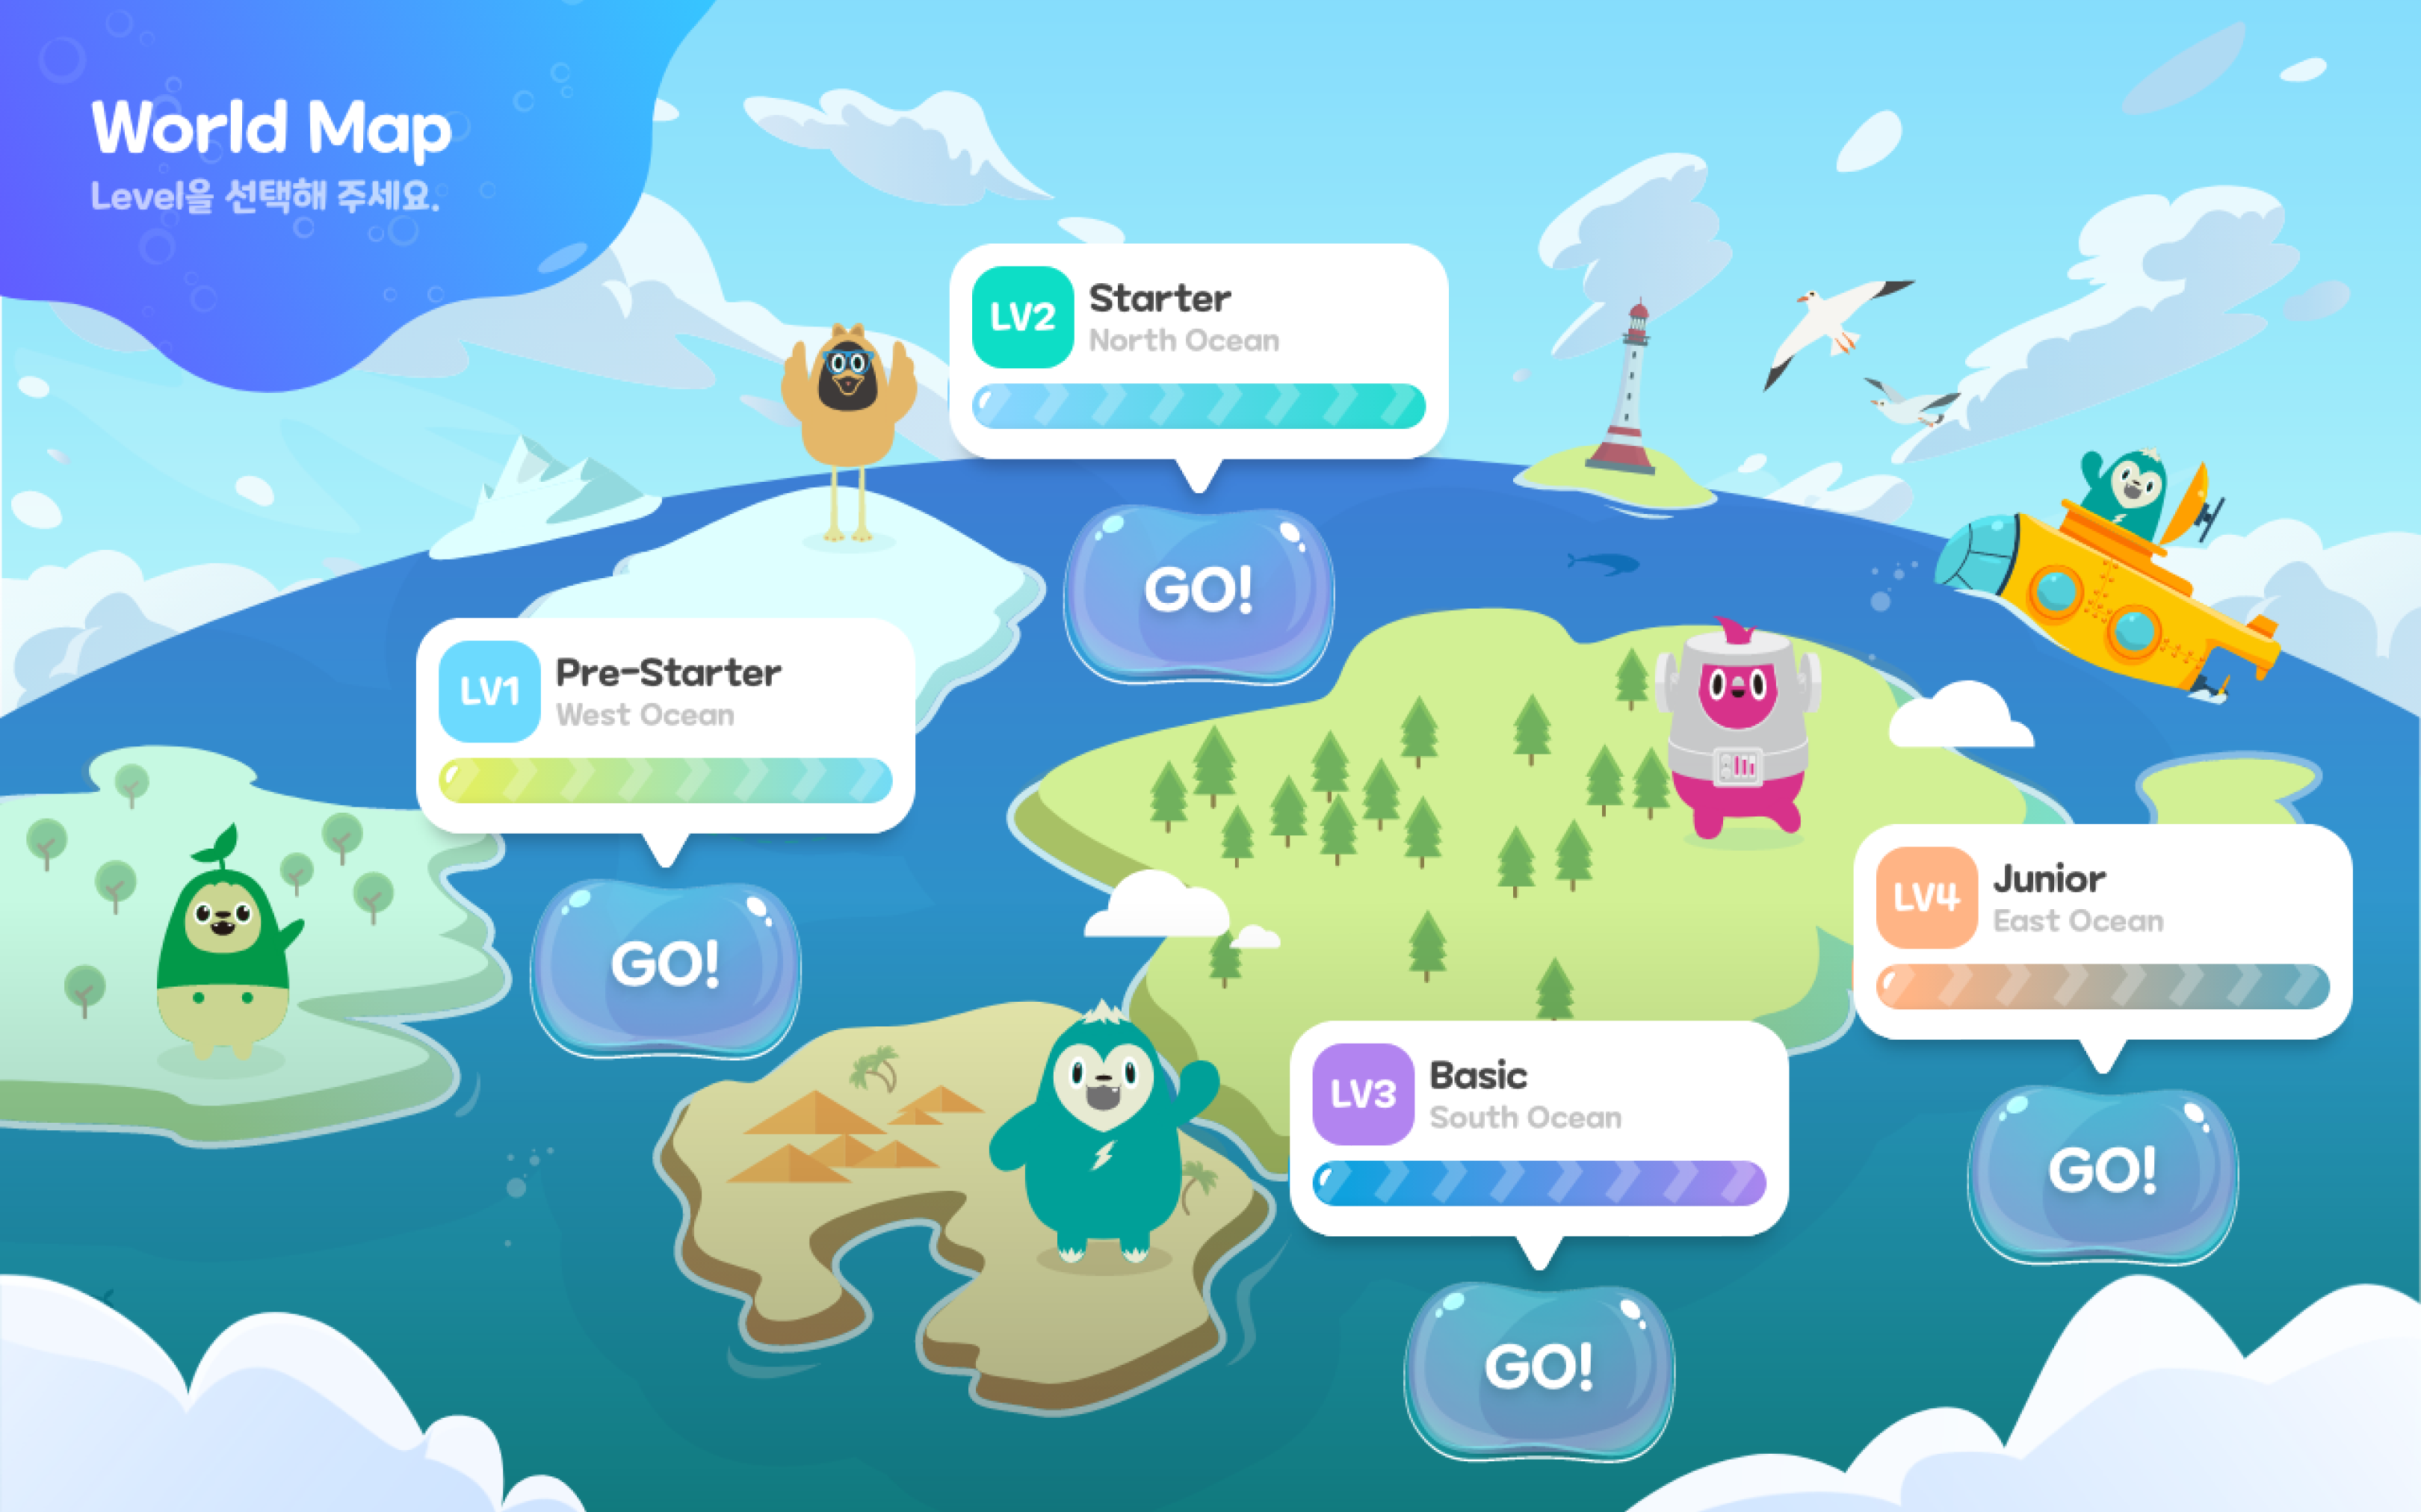 World Map
Level을 선택해 주세요.
LV2
Starter
North Ocean
GO!
LV1
Pre-Starter
West Ocean
GO!
LV4
Junior
East Ocean
GO!
LV3
Basic
South Ocean
GO!